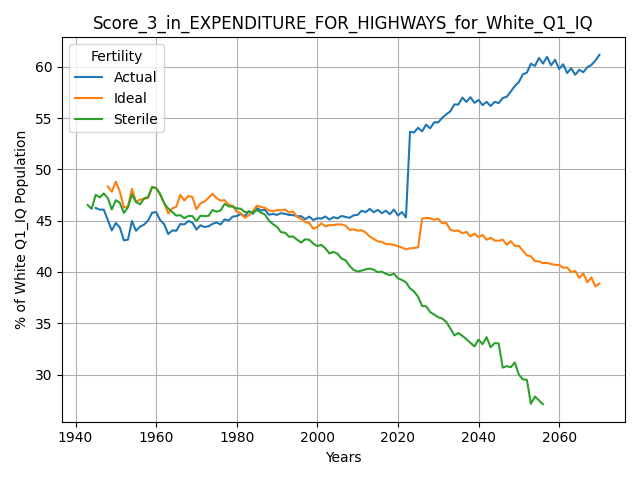 Score_3_in_EXPENDITURE_FOR_HIGHWAYS_for_White_Q1_IQ
Fertility
Actual
Ideal
Sterile
% of White Q1_IQ Population
60
55
50
45
40
35
30
1940
1960
1980
2000
2020
2040
2060
Years